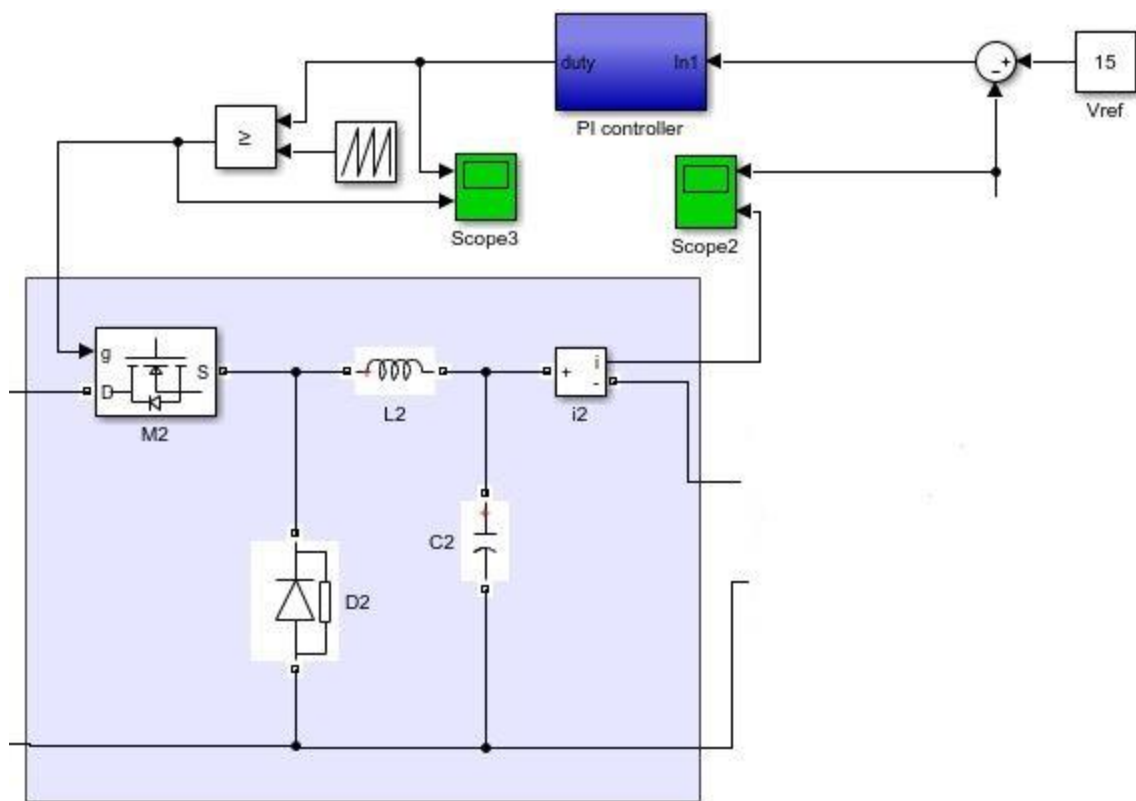 duty
In1
PI controller
+
-
15
Vref
≥
Scope3
Scope2
g
D
S
M2
+
L2
+
i
-
i2
+
C2
D2